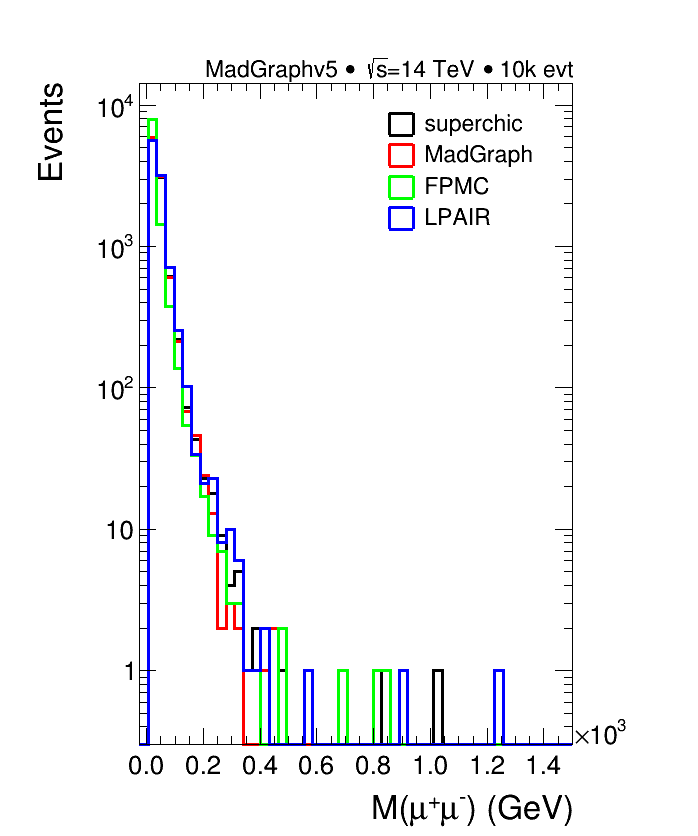 MadGraphv5 • √s=14 TeV • 10k evt
Events
10⁴
10³
10²
10
1
superchic
MadGraph
FPMC
LPAIR
0.0 0.2 0.4 0.6 0.8 1.0 1.2 1.4
×10³
M(μ⁺μ⁻) (GeV)